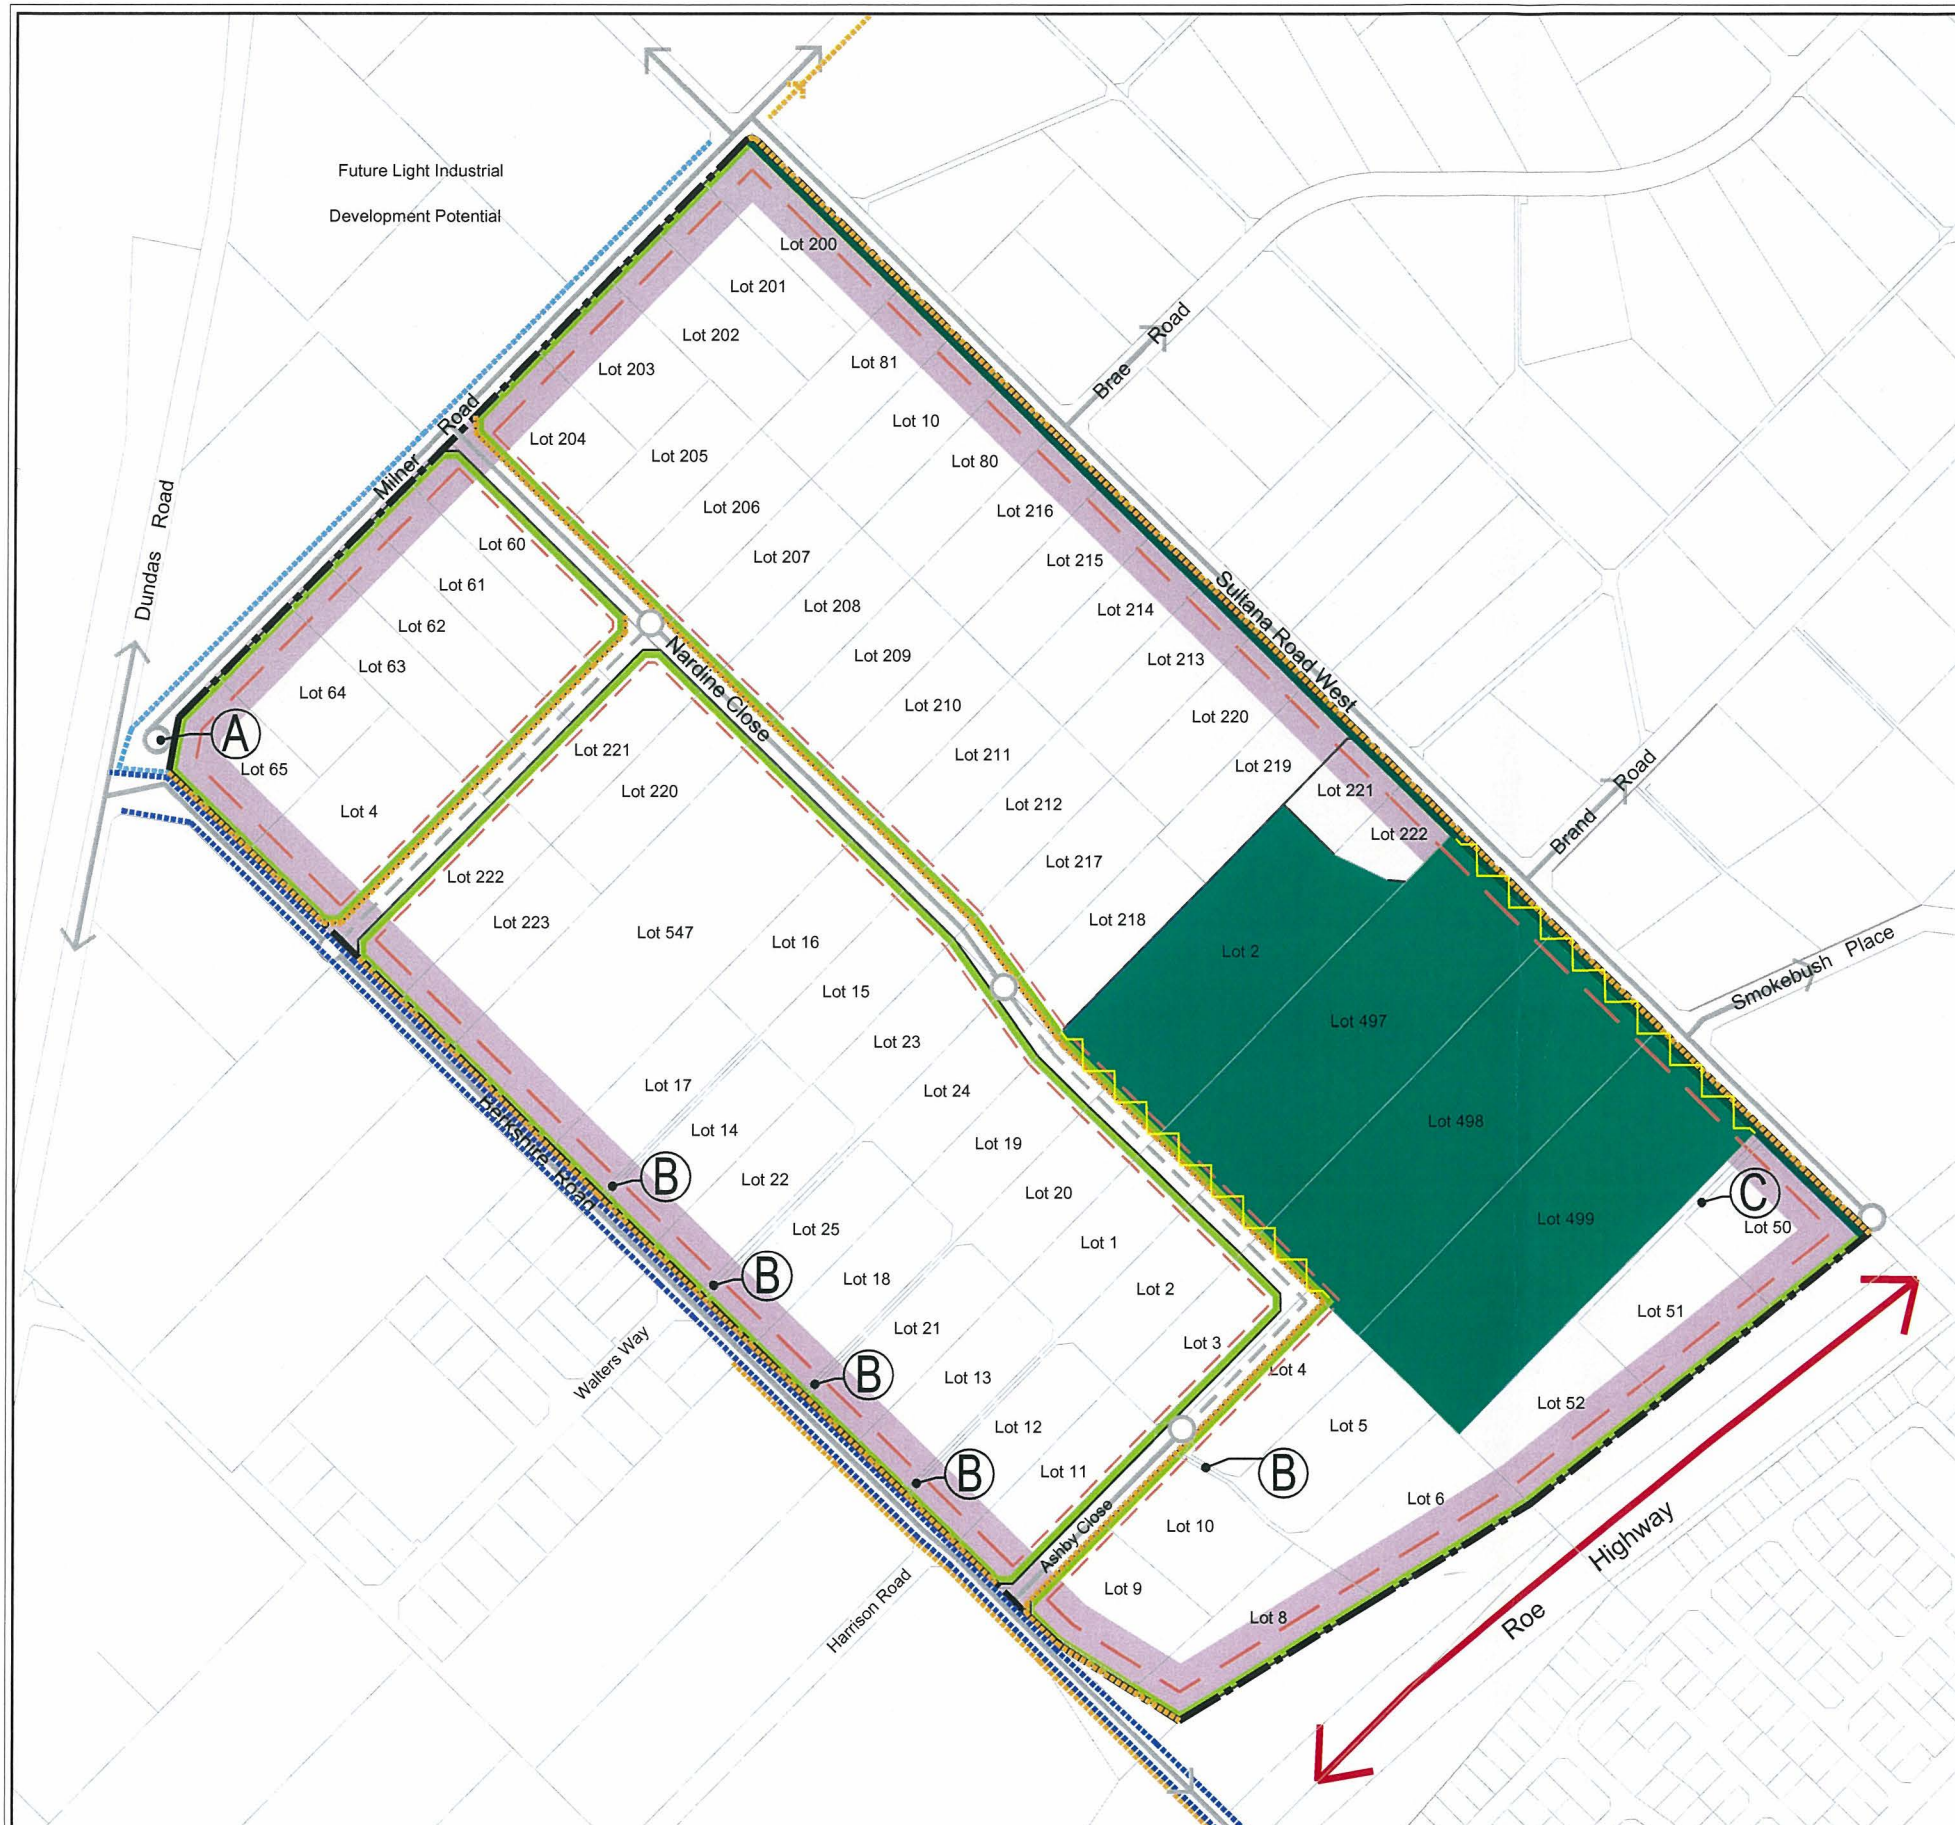 Future Light Industrial
Development Potential
Lot 200
Lot 201
Lot 202
Lot 203
Lot 204
Lot 81
Lot 10
Lot 80
Lot 205
Lot 206
Lot 207
Lot 208
Lot 209
Lot 210
Lot 211
Lot 212
Lot 217
Lot 218
Lot 216
Lot 215
Lot 214
Lot 213
Lot 220
Lot 219
Lot 221
Lot 222
Brae Road
Sultana Road West
Brand Road
Smokebush Place
Milner Road
Dundas Road
Lot 60
Lot 61
Lot 62
Lot 63
Lot 64
A
Lot 65
Lot 4
Nardine Close
Lot 221
Lot 220
Lot 222
Lot 223
Lot 547
Lot 16
Lot 15
Lot 23
Lot 24
Lot 19
Lot 20
Lot 1
Lot 2
Lot 3
Lot 4
Lot 5
Lot 17
Lot 14
Lot 22
Lot 25
Lot 18
Lot 21
Lot 13
Lot 12
Lot 11
B
B
B
B
B
Berkshire Road
Walters Way
Harrison Road
Ashby Close
Lot 10
Lot 9
Lot 8
Lot 6
Lot 2
Lot 497
Lot 498
Lot 499
C
Lot 50
Lot 51
Lot 52
Roe Highway